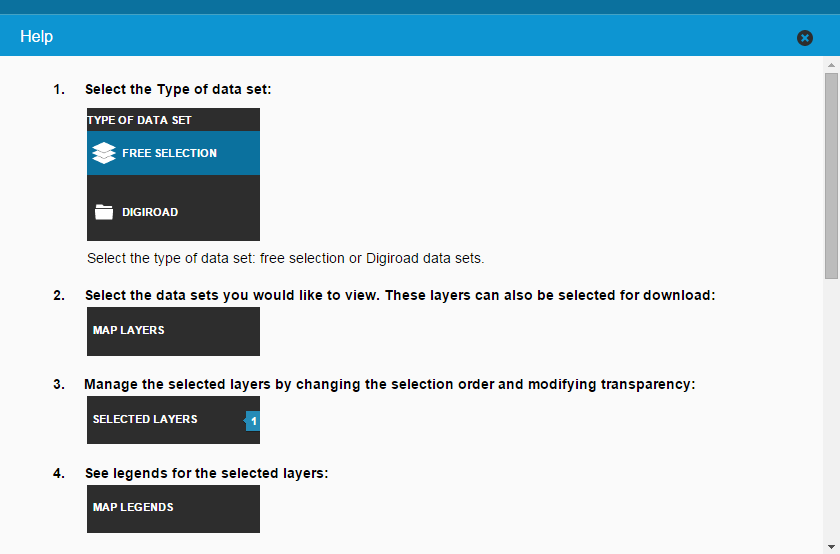 Help
1. Select the Type of data set:
TYPE OF DATA SET
FREE SELECTION
DIGIROAD
Select the type of data set: free selection or Digiroad data sets.
2. Select the data sets you would like to view. These layers can also be selected for download:
MAP LAYERS
3. Manage the selected layers by changing the selection order and modifying transparency:
SELECTED LAYERS 1
4. See legends for the selected layers:
MAP LEGENDS